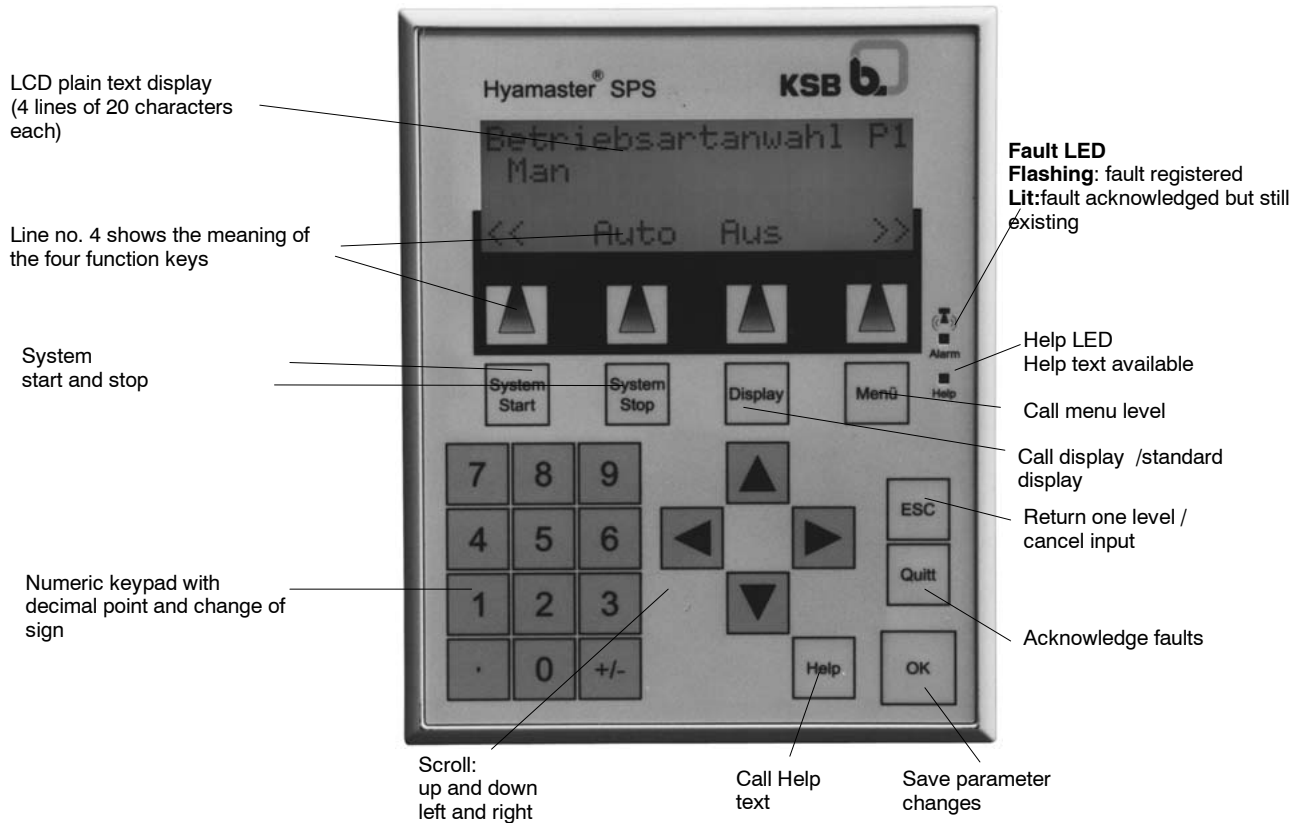 LCD plain text display
(4 lines of 20 characters
each)
Line no. 4 shows the meaning of
the four function keys
System
start and stop
Numeric keypad with
decimal point and change of
sign
Hyamaster® SPS
KSB b
Betriebsartanwahl P1
Man
<< Auto Aus >>
Alarm
Help
System
Start
System
Stop
Display
Menü
7 8 9
4 5 6
1 2 3
. 0 +/-
ESC
Quitt
Help
OK
Fault LED
Flashing: fault registered
Lit:fault acknowledged but still
existing
Help LED
Help text available
Call menu level
Call display /standard
display
Return one level /
cancel input
Acknowledge faults
Scroll:
up and down
left and right
Call Help
text
Save parameter
changes